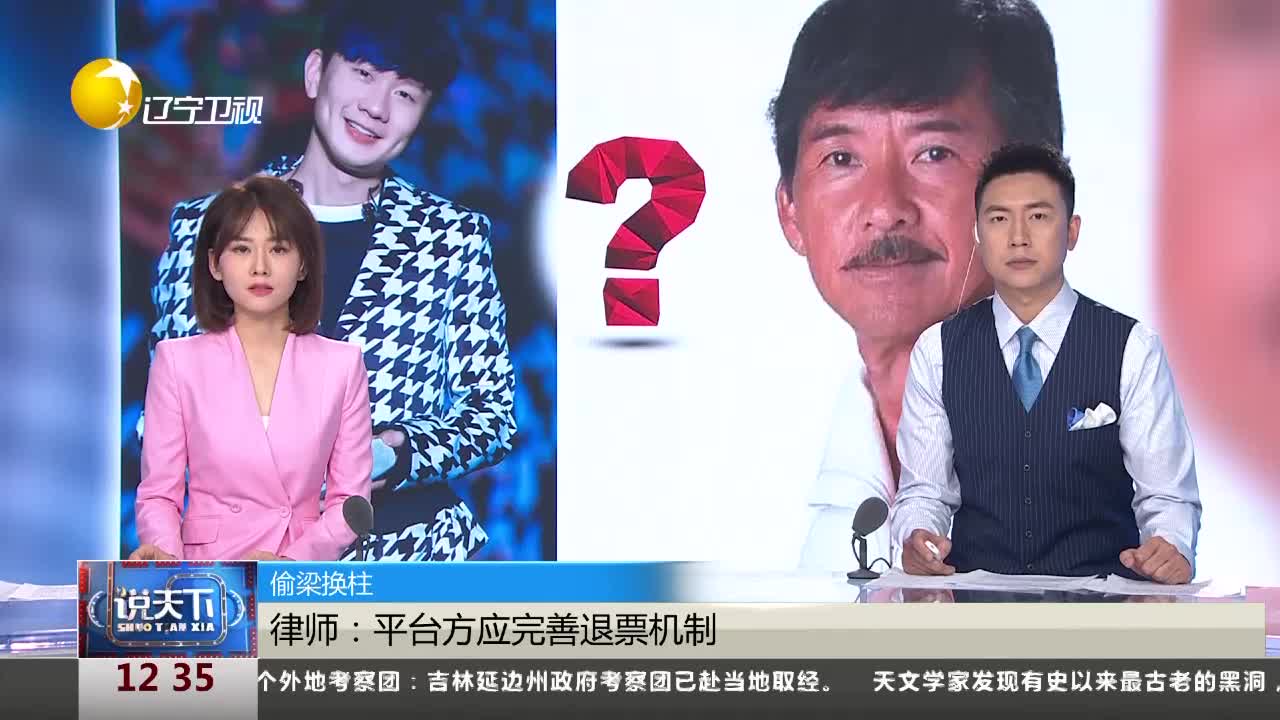 辽宁卫视
?
偷梁换柱
说天下
SHUO TIAN XIA
律师：平台方应完善退票机制
12 35
个外地考察团：吉林延边州政府考察团已赴当地取经。 天文学家发现有史以来最古老的黑洞，